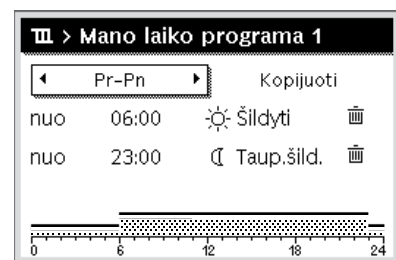 > Mano laiko programa 1
Pr-Pn Kopijuoti
nuo 06:00 Šildyti
nuo 23:00 Taup.šild.
0 6 12 18 24